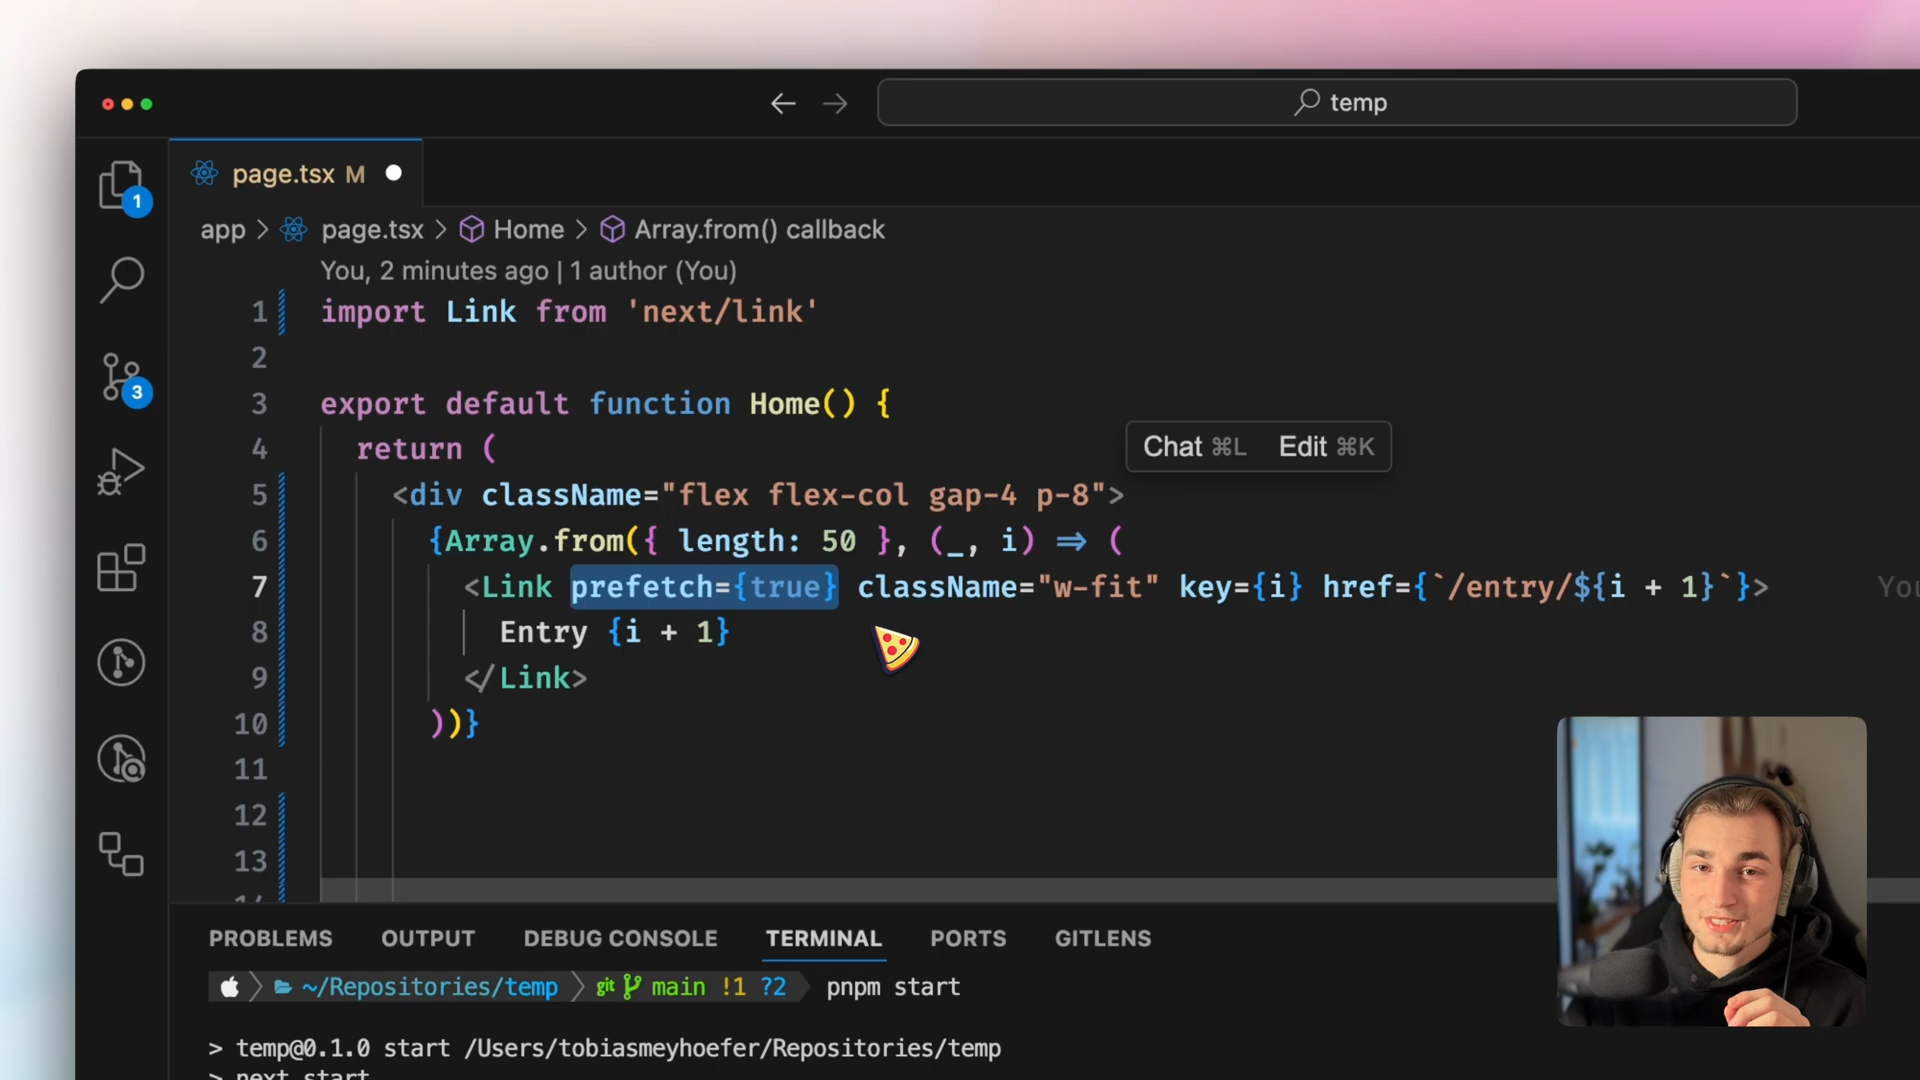 temp
page.tsx M
1
app > page.tsx > Home > Array.from() callback
You, 2 minutes ago | 1 author (You)
1 import Link from 'next/link'
2
3 export default function Home() {
3
4 return (
Chat ⌘L Edit ⌘K
5 <div className="flex flex-col gap-4 p-8">
6 {Array.from({ length: 50 }, (_, i) => (
7 <Link prefetch={true} className="w-fit" key={i} href={`/entry/${i + 1}`}> You
8 Entry {i + 1}
9 </Link>
10 ))}
11
12
13
PROBLEMS OUTPUT DEBUG CONSOLE TERMINAL PORTS GITLENS
~/Repositories/temp git main !1 ?2 pnpm start
> temp@0.1.0 start /Users/tobiasmeyhoefer/Repositories/temp
> next start